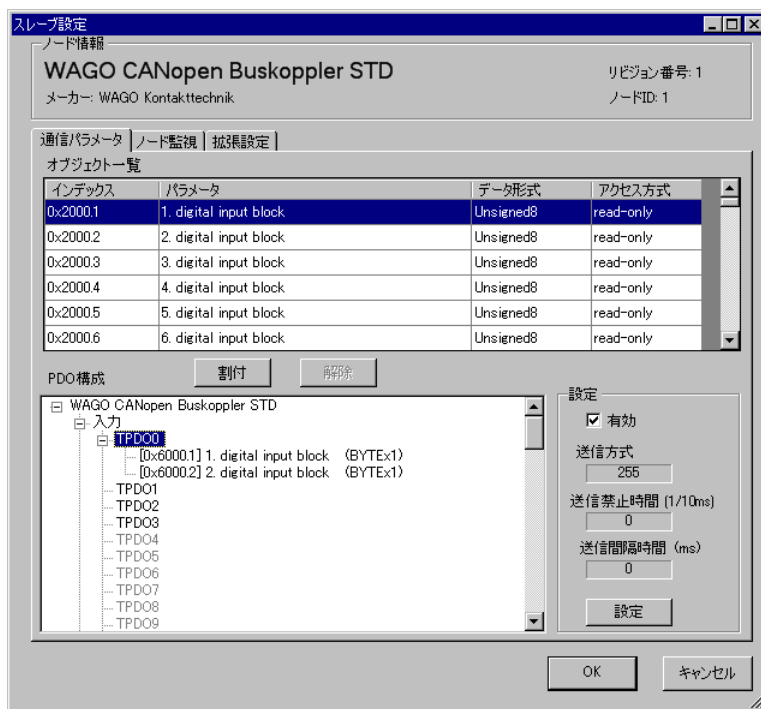 スレーブ設定
ノード情報
WAGO CANopen Buskoppler STD
リビジョン番号: 1
メーカー: WAGO Kontakttechnik
ノードID: 1
通信パラメータ ノード監視 拡張設定
オブジェクト一覧
インデックス パラメータ データ形式 アクセス方式
0x2000.1 1. digital input block Unsigned8 read-only
0x2000.2 2. digital input block Unsigned8 read-only
0x2000.3 3. digital input block Unsigned8 read-only
0x2000.4 4. digital input block Unsigned8 read-only
0x2000.5 5. digital input block Unsigned8 read-only
0x2000.6 6. digital input block Unsigned8 read-only
PDO構成 割付 解除
WAGO CANopen Buskoppler STD
入力
TPDO0
[0x6000.1] 1. digital input block (BYTEx1)
[0x6000.2] 2. digital input block (BYTEx1)
TPDO1
TPDO2
TPDO3
TPDO4
TPDO5
TPDO6
TPDO7
TPDO8
TPDO9
設定
有効
送信方式
255
送信禁止時間 (1/10ms)
0
送信間隔時間 (ms)
0
設定
OK キャンセル